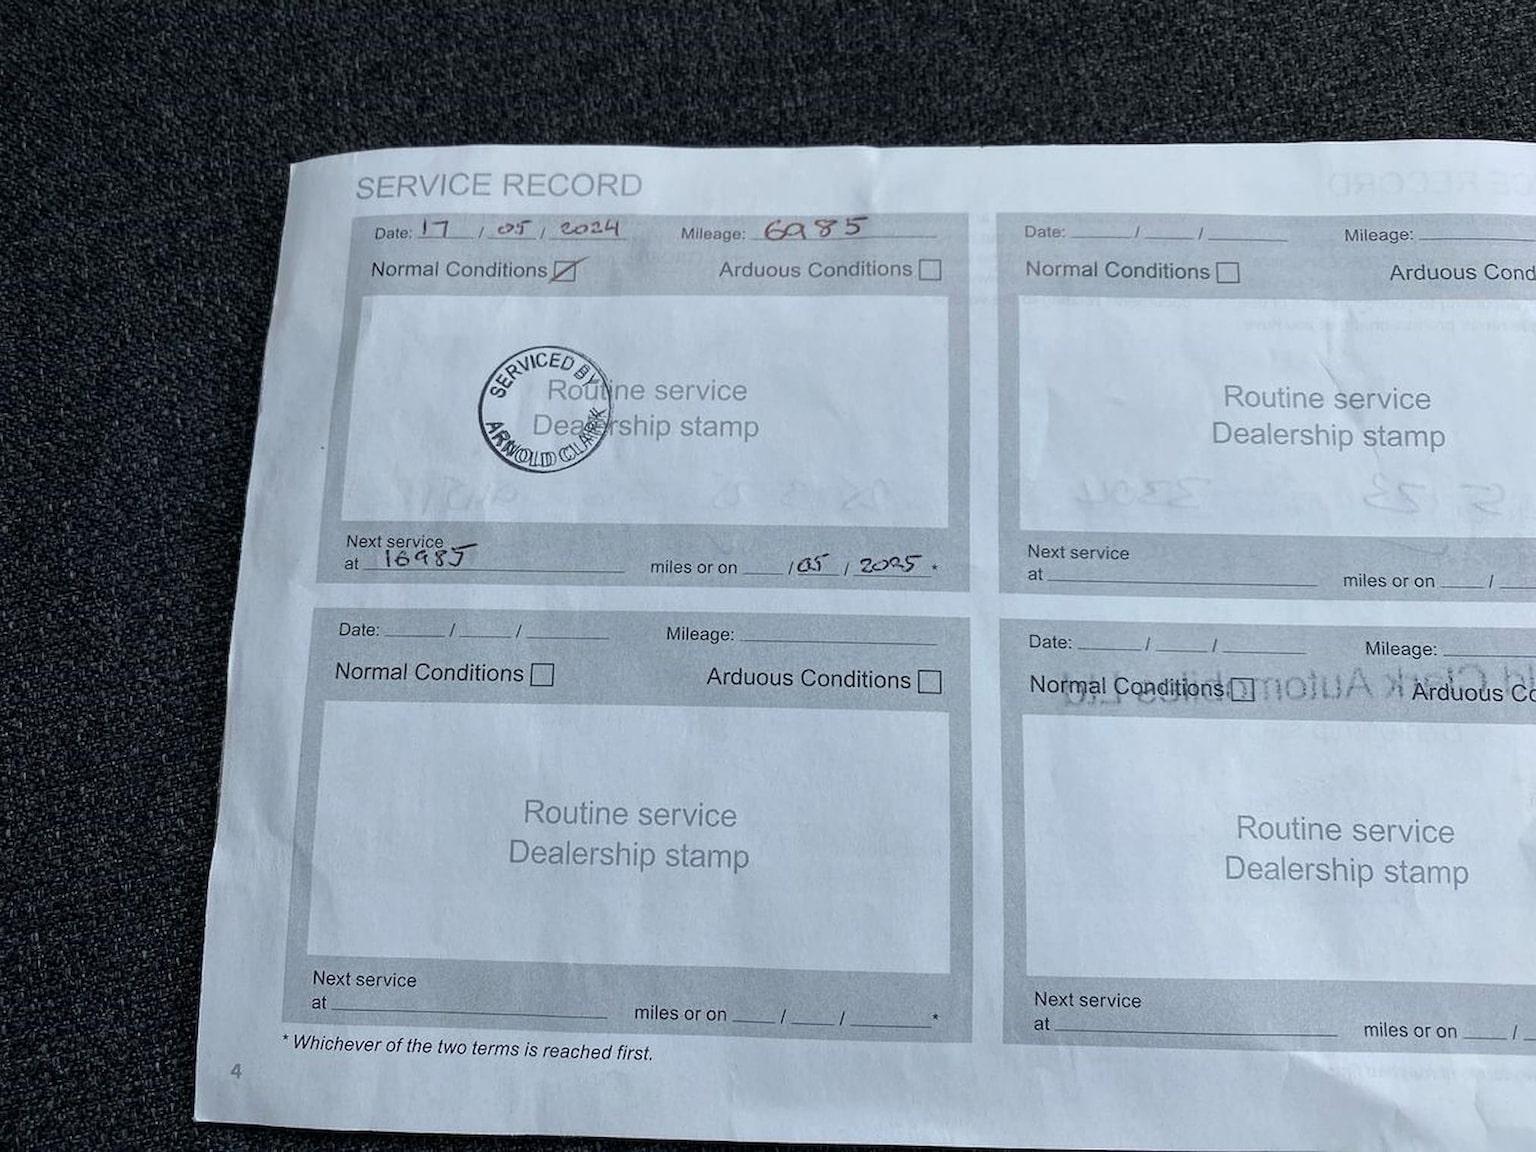 SERVICE RECORD
Date: 17 / 05 / 2024 Mileage: 6985
Normal Conditions Arduous Conditions
SERVICED BY
ARNOLD CLARK
Routine service
Dealership stamp
Next service
at 16985 miles or on / 05 / 2025 *
Date: / / Mileage:
Normal Conditions Arduous Cond
Routine service
Dealership stamp
Next service
at miles or on /
Date: / / Mileage:
Normal Conditions Arduous Conditions
Routine service
Dealership stamp
Next service
at miles or on / / *
Date: / / Mileage:
Normal Conditions Arduous Co
Routine service
Dealership stamp
Next service
at miles or on /
* Whichever of the two terms is reached first.
4